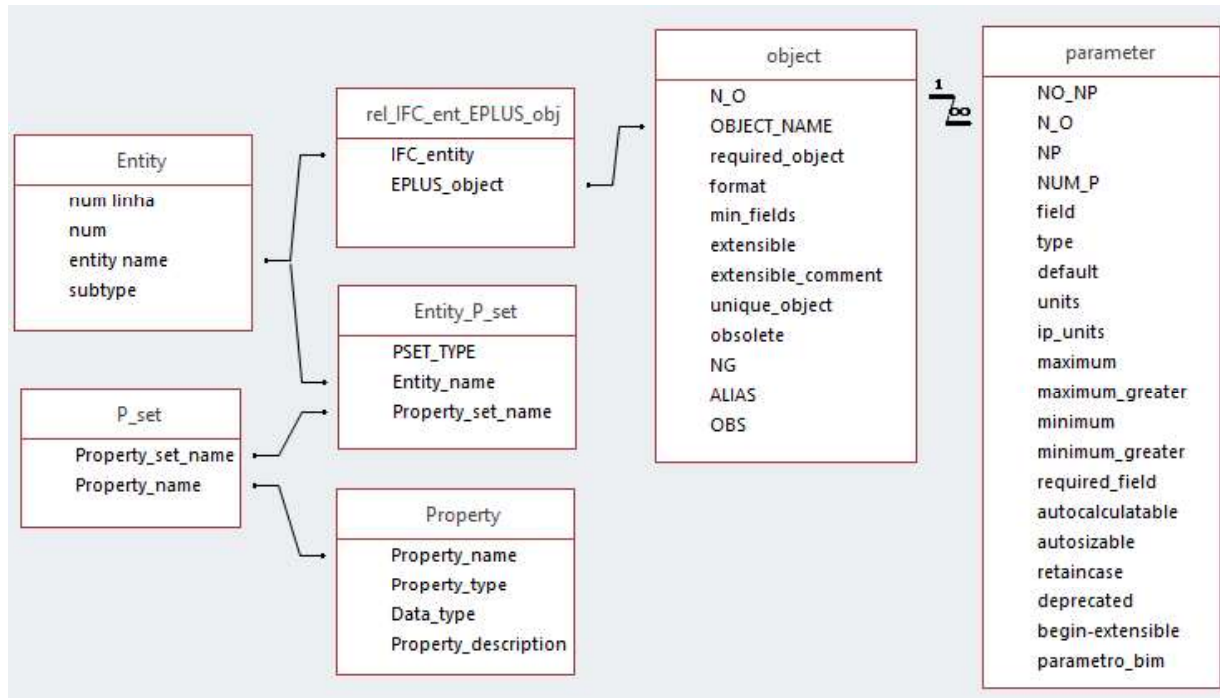 Entity
num linha
num
entity name
subtype
P_set
Property_set_name
Property_name
rel_IFC_ent_EPLUS_obj
IFC_entity
EPLUS_object
Entity_P_set
PSET_TYPE
Entity_name
Property_set_name
Property
Property_name
Property_type
Data_type
Property_description
object
N_O
OBJECT_NAME
required_object
format
min_fields
extensible
extensible_comment
unique_object
obsolete
NG
ALIAS
OBS
1
∞
parameter
NO_NP
N_O
NP
NUM_P
field
type
default
units
ip_units
maximum
maximum_greater
minimum
minimum_greater
required_field
autocalculatable
autosizable
retaincase
deprecated
begin-extensible
parametro_bim